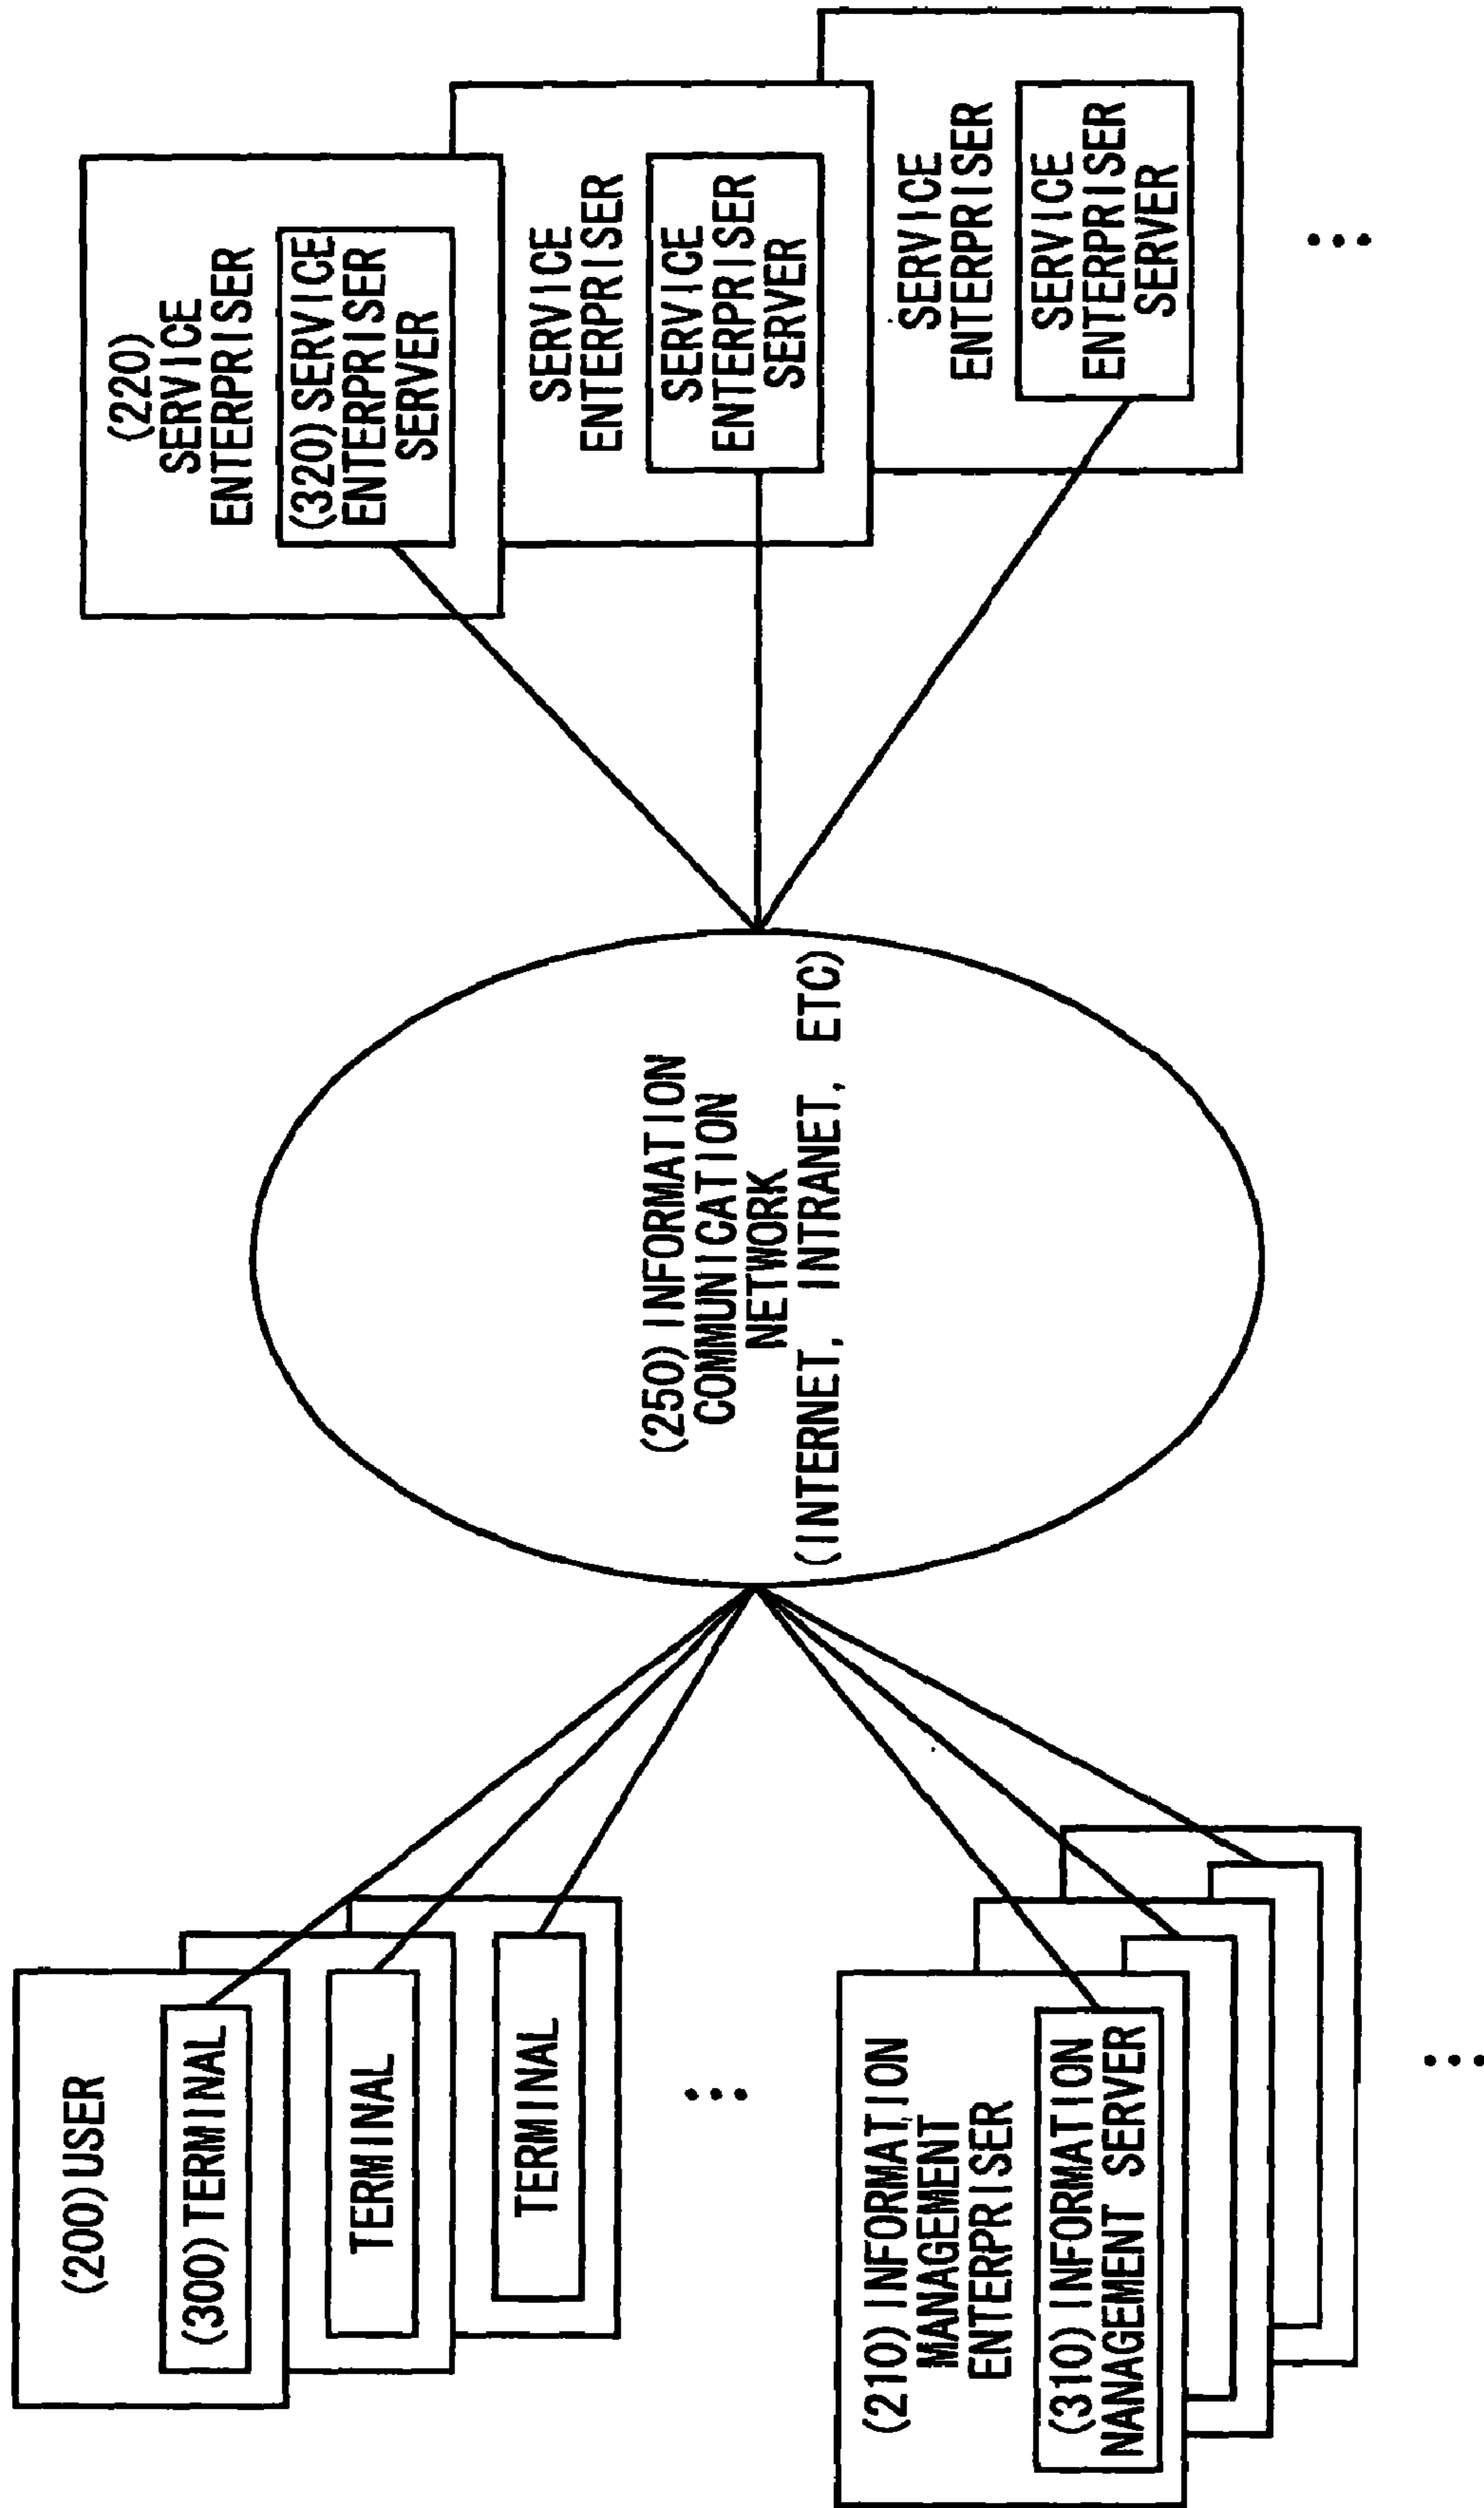 (200) USER
(300) TERMINAL
TERMINAL
TERMINAL
(210) INFORMATION
MANAGEMENT
ENTERPRISER
(310) INFORMATION
NANAGEMENT SERVER
(250) INFORMATION
COMMUNICATION
NETWORK
(INTERNET, INTRANET, ETC)
(220)
SERVICE
ENTERPRISER
(320) SERVICE
ENTERPRISER
SERVER
SERVICE
ENTERPRISER
SERVICE
ENTERPRISER
SERVER
SERVICE
ENTERPRISER
SERVICE
ENTERPRISER
SERVER